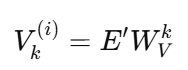 $V_k^{(i)} = E' W_V^k$